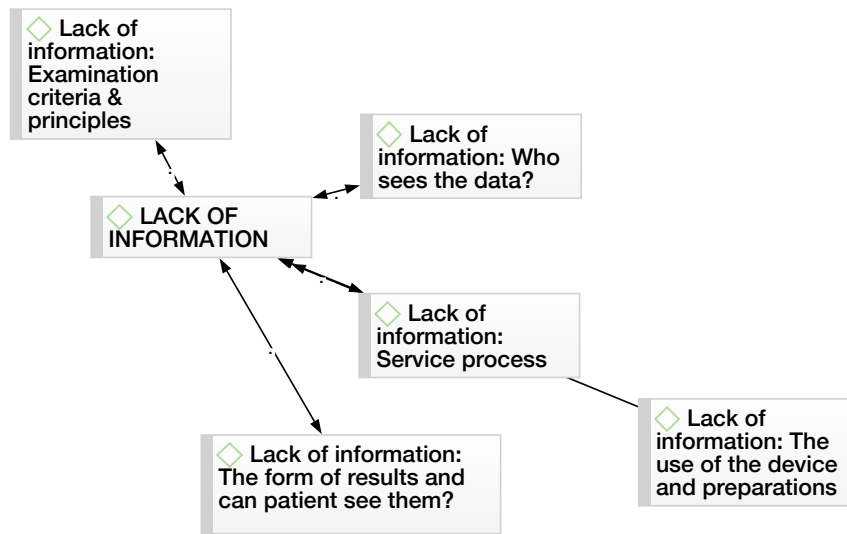 Lack of
information:
Examination
criteria &
principles
Lack of
information: Who
sees the data?
LACK OF
INFORMATION
Lack of
information:
Service process
Lack of
information: The
use of the device
and preparations
Lack of information:
The form of results and
can patient see them?